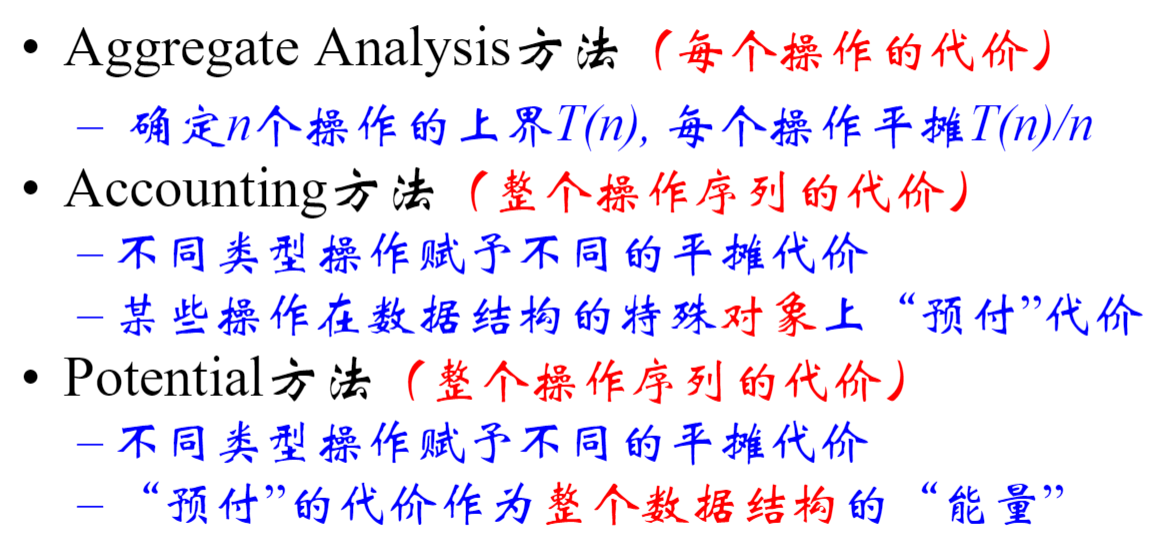 • Aggregate Analysis方法（每个操作的代价）
– 确定n个操作的上界T(n), 每个操作平摊T(n)/n
• Accounting方法（整个操作序列的代价）
– 不同类型操作赋予不同的平摊代价
– 某些操作在数据结构的特殊对象上“预付”代价
• Potential方法（整个操作序列的代价）
– 不同类型操作赋予不同的平摊代价
– “预付”的代价作为整个数据结构的“能量”